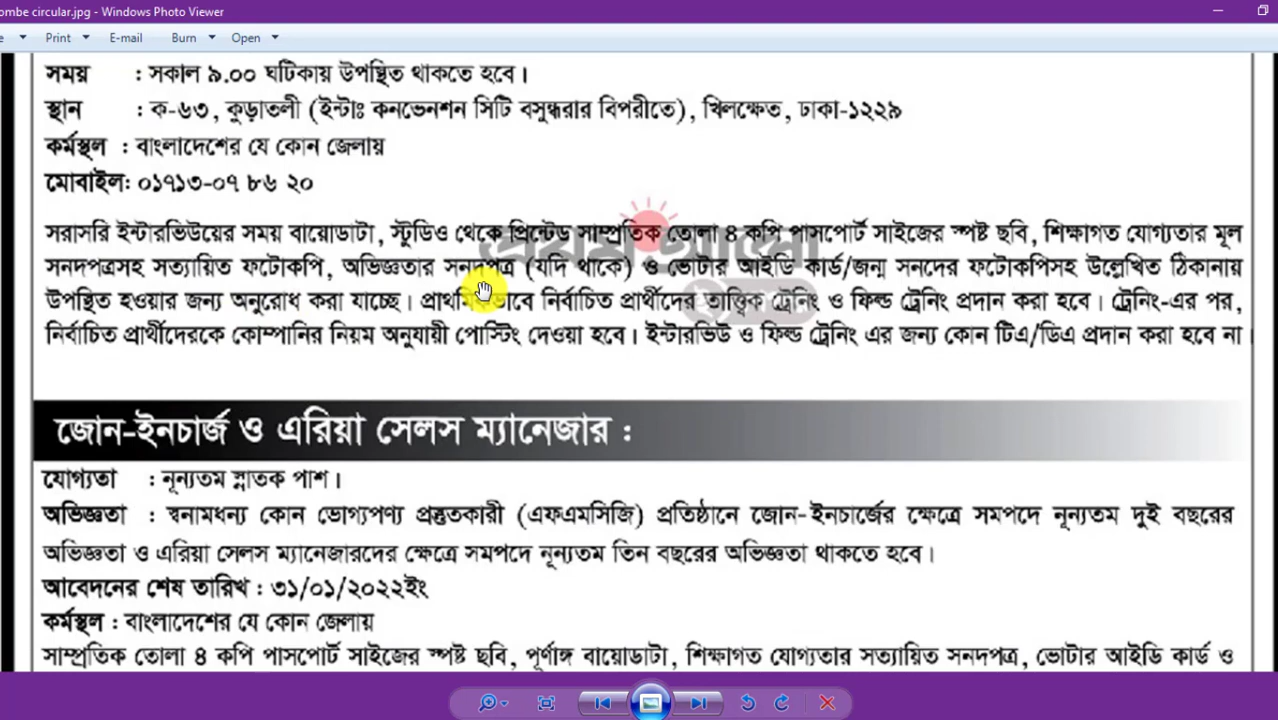 ombe circular.jpg - Windows Photo Viewer
e Print E-mail Burn Open
সময় : সকাল ৯.০০ ঘটিকায় উপস্থিত থাকতে হবে।
স্থান : ক-৬৩, কুড়াতলী (ইন্টাঃ কনভেনশন সিটি বসুন্ধরার বিপরীতে), খিলক্ষেত, ঢাকা-১২২৯
কর্মস্থল : বাংলাদেশের যে কোন জেলায়
মোবাইল: ০১৭১৩-০৭ ৮৬ ২০
সরাসরি ইন্টারভিউয়ের সময় বায়োডাটা, স্টুডিও থেকে প্রিন্টেড সাম্প্রতিক তোলা ৪ কপি পাসপোর্ট সাইজের স্পষ্ট ছবি, শিক্ষাগত যোগ্যতার মূল
সনদপত্রসহ সত্যায়িত ফটোকপি, অভিজ্ঞতার সনদপত্র (যদি থাকে) ও ভোটার আইডি কার্ড/জন্ম সনদের ফটোকপিসহ উল্লেখিত ঠিকানায়
উপস্থিত হওয়ার জন্য অনুরোধ করা যাচ্ছে। প্রাথমিকভাবে নির্বাচিত প্রার্থীদের তাত্ত্বিক ট্রেনিং ও ফিল্ড ট্রেনিং প্রদান করা হবে। ট্রেনিং-এর পর,
নির্বাচিত প্রার্থীদেরকে কোম্পানির নিয়ম অনুযায়ী পোস্টিং দেওয়া হবে। ইন্টারভিউ ও ফিল্ড ট্রেনিং এর জন্য কোন টিএ/ডিএ প্রদান করা হবে না।
প্রথম আলো
জোন-ইনচার্জ ও এরিয়া সেলস ম্যানেজার :
যোগ্যতা : নূন্যতম স্নাতক পাশ।
অভিজ্ঞতা : স্বনামধন্য কোন ভোগ্যপণ্য প্রস্তুতকারী (এফএমসিজি) প্রতিষ্ঠানে জোন-ইনচার্জের ক্ষেত্রে সমপদে নূন্যতম দুই বছরের
অভিজ্ঞতা ও এরিয়া সেলস ম্যানেজারদের ক্ষেত্রে সমপদে নূন্যতম তিন বছরের অভিজ্ঞতা থাকতে হবে।
আবেদনের শেষ তারিখ : ৩১/০১/২০২২ইং
কর্মস্থল : বাংলাদেশের যে কোন জেলায়
সাম্প্রতিক তোলা ৪ কপি পাসপোর্ট সাইজের স্পষ্ট ছবি, পূর্ণাঙ্গ বায়োডাটা, শিক্ষাগত যোগ্যতার সত্যায়িত সনদপত্র, ভোটার আইডি কার্ড ও